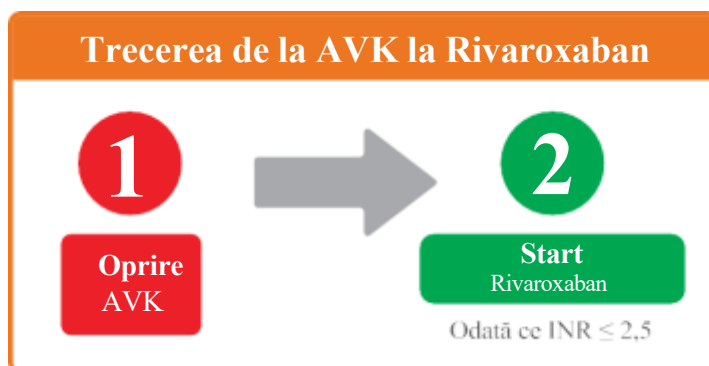 Trecerea de la AVK la Rivaroxaban
1
2
Oprire
AVK
Start
Rivaroxaban
Odată ce INR ≤ 2,5